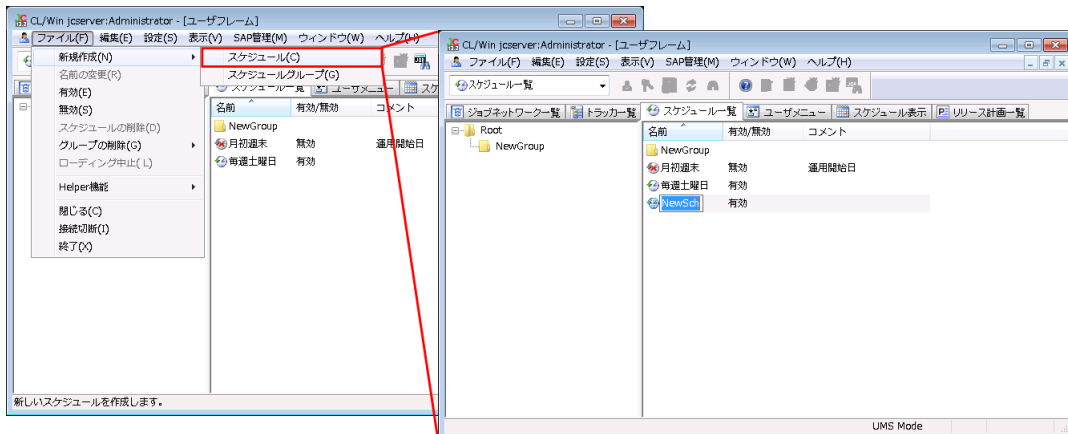 CL/Win jcserver:Administrator - [ユーザフレーム]
ファイル(F) 編集(E) 設定(S) 表示(V) SAP管理(M) ウィンドウ(W) ヘルプ(H)
新規作成(N)
名前の変更(R)
有効(E)
無効(S)
スケジュールの削除(D)
グループの削除(G)
ローディング中止( L)
Helper機能
閉じる(C)
接続切断(I)
終了(X)
スケジュール(C)
スケジュールグループ(G)
スケジュール一覧 ユーザメニュー スケ
名前 有効/無効 コメント
NewGroup
月初週末 無効 運用開始日
毎週土曜日 有効
新しいスケジュールを作成します。
CL/Win jcserver:Administrator - [ユーザフレーム]
ファイル(F) 編集(E) 設定(S) 表示(V) SAP管理(M) ウィンドウ(W) ヘルプ(H)
スケジュール一覧
ジョブネットワーク一覧 トラッカ一覧 スケジュール一覧 ユーザメニュー スケジュール表示 リリース計画一覧
Root
NewGroup
名前 有効/無効 コメント
NewGroup
月初週末 無効 運用開始日
毎週土曜日 有効
NewSch 有効
UMS Mode